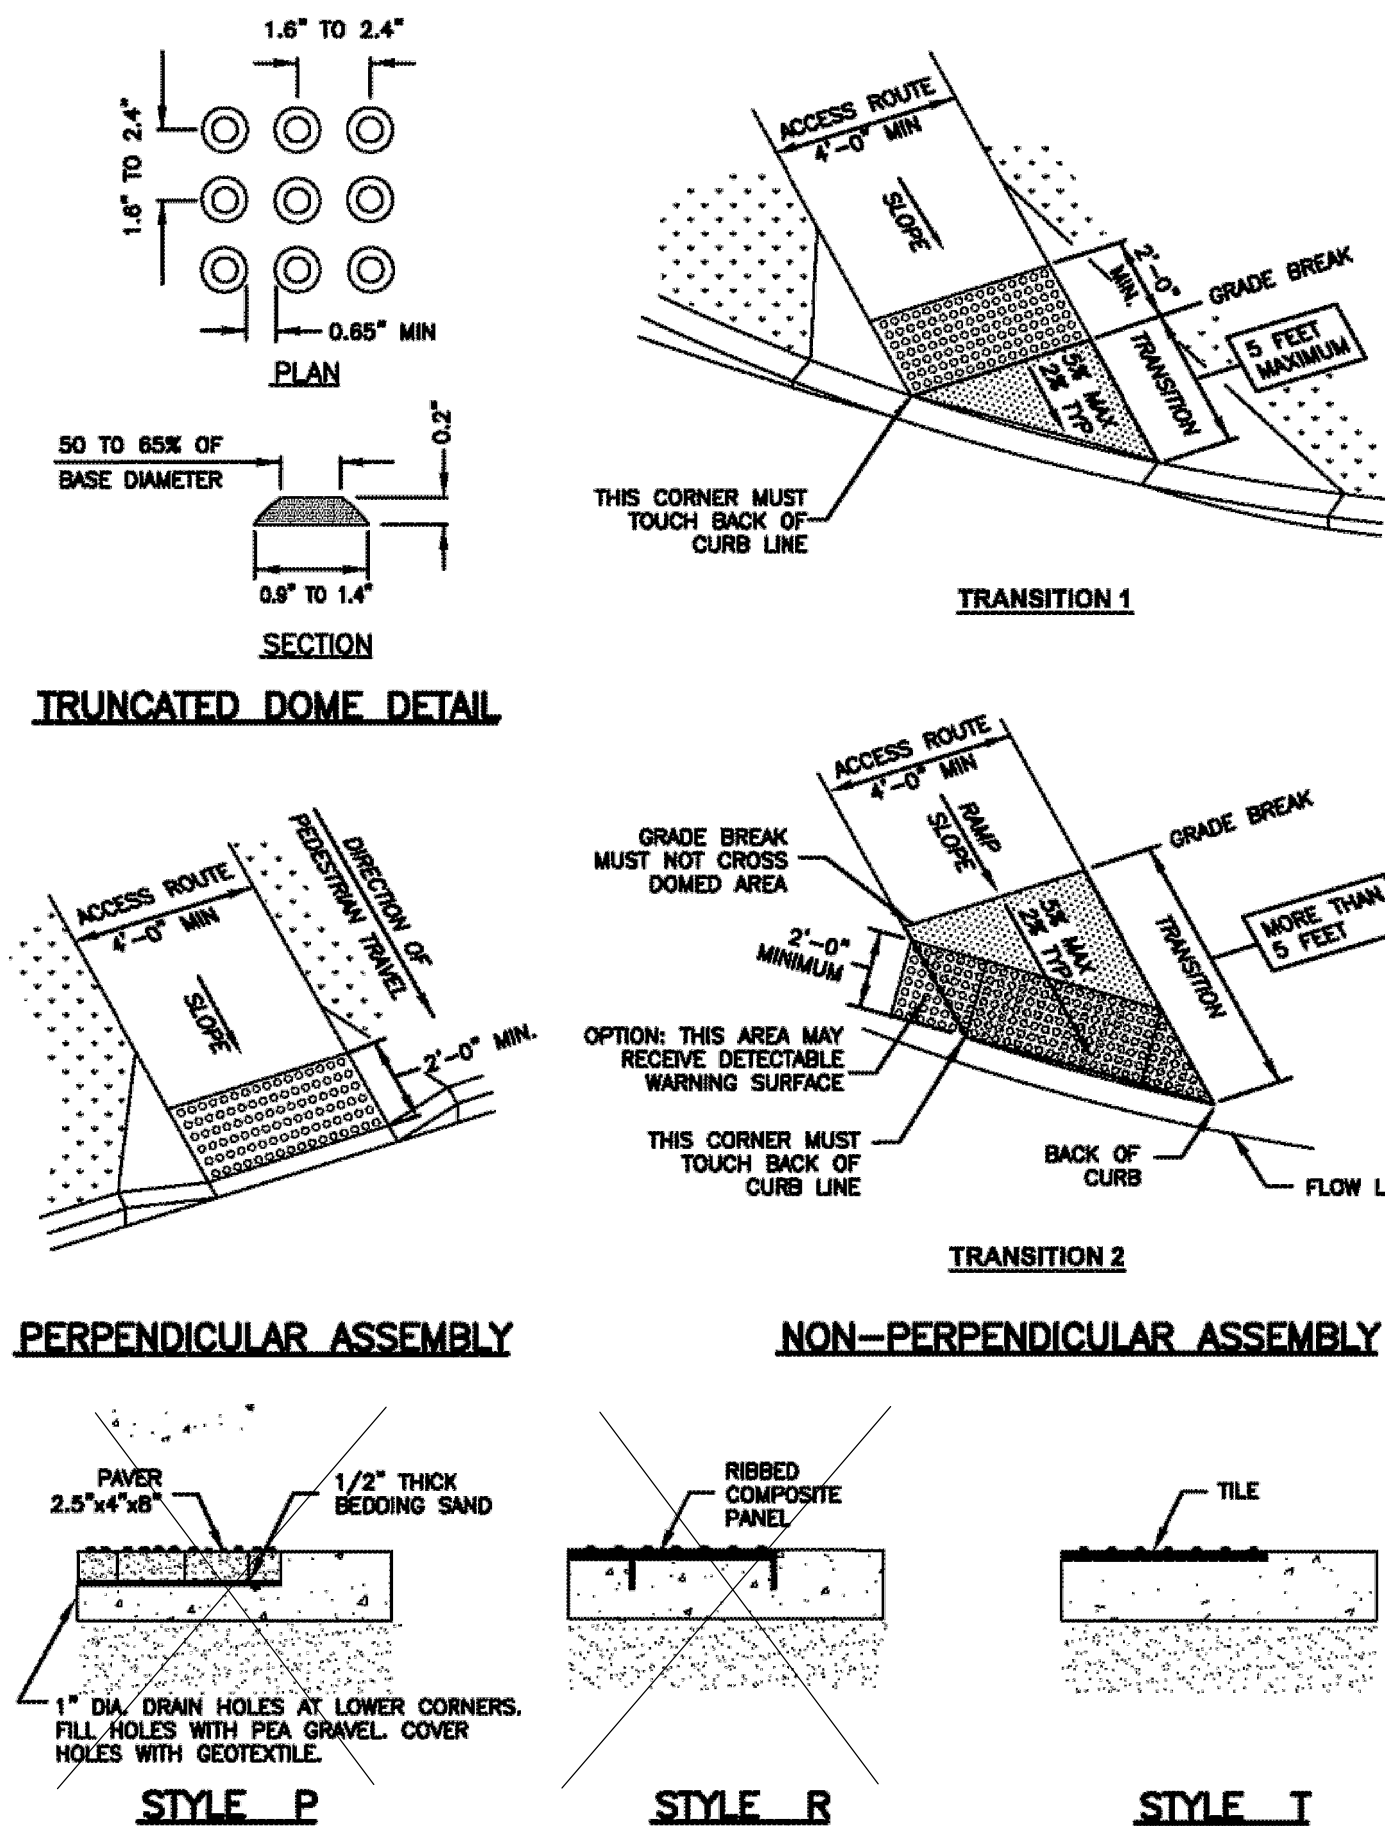 1.6" TO 2.4"
1.6" TO 2.4"
0.65" MIN
PLAN
50 TO 65% OF
BASE DIAMETER
0.2"
0.9" TO 1.4"
SECTION
TRUNCATED DOME DETAIL
ACCESS ROUTE
4'-0" MIN
SLOPE
2'-0"
MIN.
GRADE BREAK
TRANSITION
5 FEET
MAXIMUM
5% MAX
2% TYP
THIS CORNER MUST
TOUCH BACK OF
CURB LINE
TRANSITION 1
ACCESS ROUTE
4'-0" MIN
SLOPE
DIRECTION OF
PEDESTRIAN TRAVEL
2'-0" MIN.
PERPENDICULAR ASSEMBLY
ACCESS ROUTE
4'-0" MIN
RAMP
SLOPE
GRADE BREAK
GRADE BREAK
MUST NOT CROSS
DOMED AREA
5% MAX
2% TYP
2'-0"
MINIMUM
TRANSITION
MORE THAN
5 FEET
OPTION: THIS AREA MAY
RECEIVE DETECTABLE
WARNING SURFACE
THIS CORNER MUST
TOUCH BACK OF
CURB LINE
BACK OF
CURB
FLOW L
TRANSITION 2
NON-PERPENDICULAR ASSEMBLY
PAVER
2.5"x4"x8"
1/2" THICK
BEDDING SAND
1" DIA. DRAIN HOLES AT LOWER CORNERS.
FILL HOLES WITH PEA GRAVEL. COVER
HOLES WITH GEOTEXTILE.
STYLE P
RIBBED
COMPOSITE
PANEL
STYLE R
TILE
STYLE T